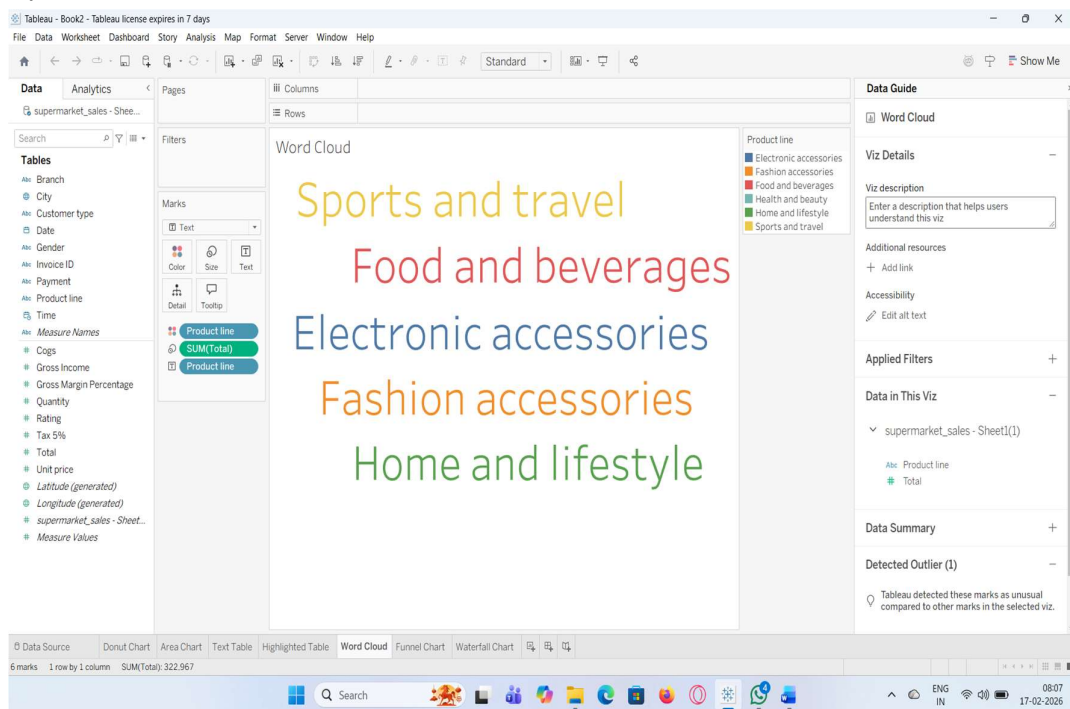 Tableau - Book2 - Tableau license expires in 7 days
File Data Worksheet Dashboard Story Analysis Map Format Server Window Help
Standard
Show Me
Data Analytics
supermarket_sales - Shee...
Search
Tables
Abc Branch
City
Abc Customer type
Date
Abc Gender
Abc Invoice ID
Abc Payment
Abc Product line
Time
Abc Measure Names
# Cogs
# Gross Income
# Gross Margin Percentage
# Quantity
# Rating
# Tax 5%
# Total
# Unit price
Latitude (generated)
Longitude (generated)
# supermarket_sales - Sheet...
# Measure Values
Pages
Filters
Marks
Text
Color Size Text
Detail Tooltip
Product line
SUM(Total)
Product line
Columns
Rows
Word Cloud
Sports and travel
Food and beverages
Electronic accessories
Fashion accessories
Home and lifestyle
Product line
Electronic accessories
Fashion accessories
Food and beverages
Health and beauty
Home and lifestyle
Sports and travel
Data Guide
Word Cloud
Viz Details
Viz description
Enter a description that helps users
understand this viz
Additional resources
+ Add link
Accessibility
Edit alt text
Applied Filters
Data in This Viz
supermarket_sales - Sheet1(1)
Abc Product line
# Total
Data Summary
Detected Outlier (1)
Tableau detected these marks as unusual
compared to other marks in the selected viz.
Data Source Donut Chart Area Chart Text Table Highlighted Table Word Cloud Funnel Chart Waterfall Chart
6 marks 1 row by 1 column SUM(Total): 322.967
Search
ENG
IN
08:07
17-02-2026